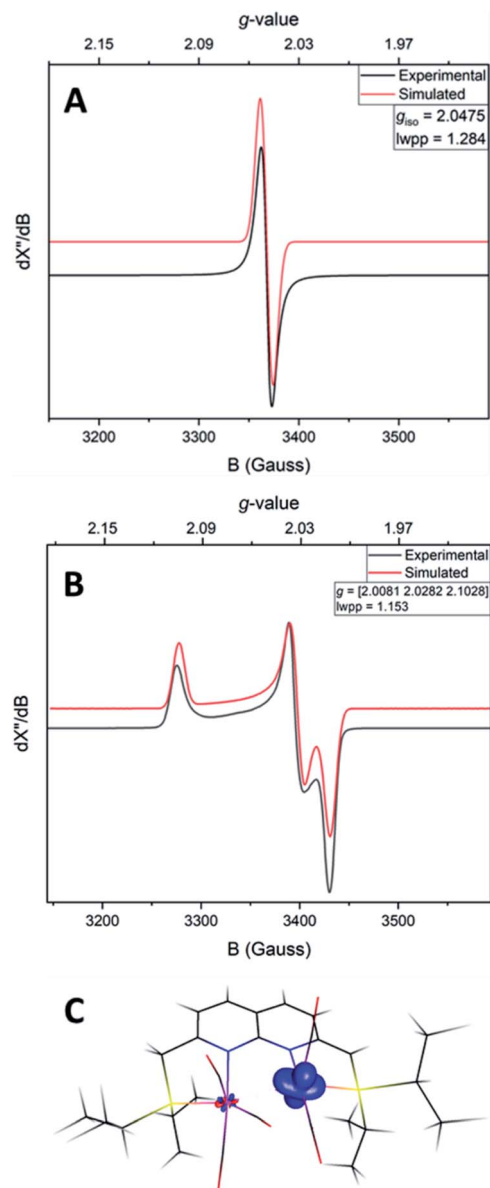 g-value
2.15 2.09 2.03 1.97
A
Experimental
Simulated
g_iso = 2.0475
lwpp = 1.284
dX"/dB
3200 3300 3400 3500
B (Gauss)
g-value
2.15 2.09 2.03 1.97
B
Experimental
Simulated
g = [2.0081 2.0282 2.1028]
lwpp = 1.153
dX"/dB
3200 3300 3400 3500
B (Gauss)
C